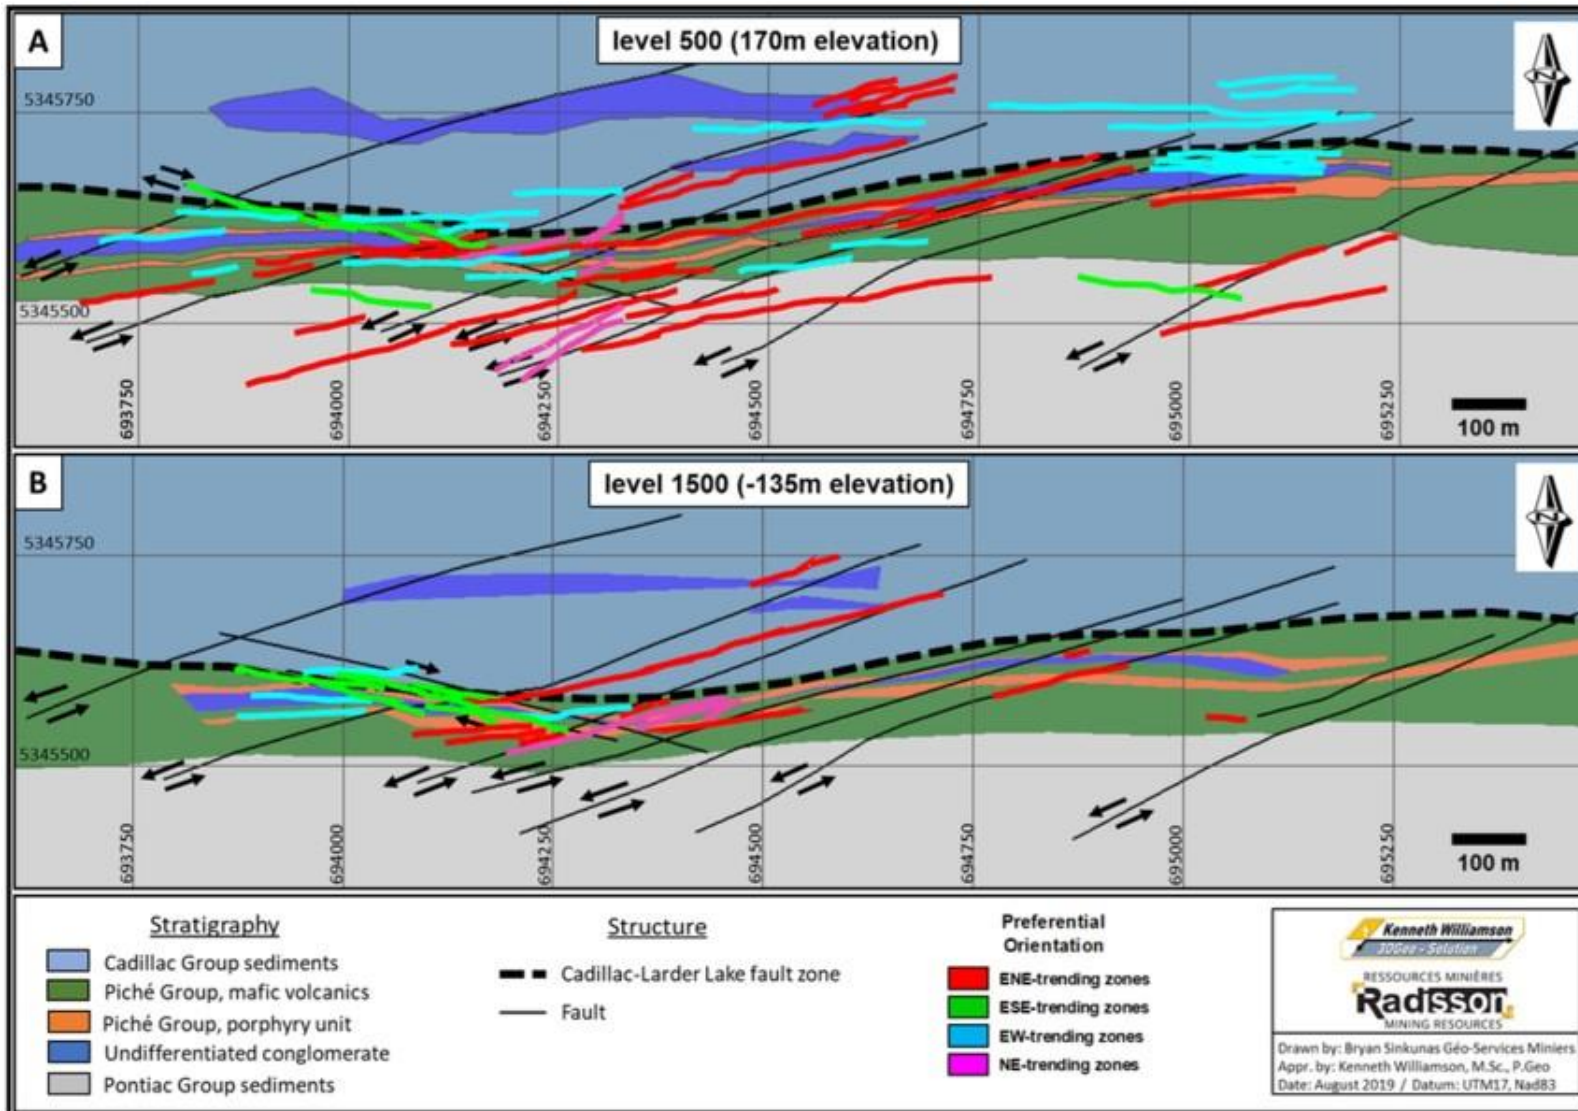 A
level 500 (170m elevation)
N
5345750
5345500
693750
694000
694250
694500
694750
695000
695250
100 m
B
level 1500 (-135m elevation)
N
5345750
5345500
693750
694000
694250
694500
694750
695000
695250
100 m
Stratigraphy
Cadillac Group sediments
Piché Group, mafic volcanics
Piché Group, porphyry unit
Undifferentiated conglomerate
Pontiac Group sediments
Structure
Cadillac-Larder Lake fault zone
Fault
Preferential
Orientation
ENE-trending zones
ESE-trending zones
EW-trending zones
NE-trending zones
Kenneth Williamson
3DGeo - Solution
RESSOURCES MINIÈRES
Radisson
MINING RESOURCES
Drawn by: Bryan Sinkunas Géo-Services Miniers
Appr. by: Kenneth Williamson, M.Sc., P.Geo
Date: August 2019 / Datum: UTM17, Nad83